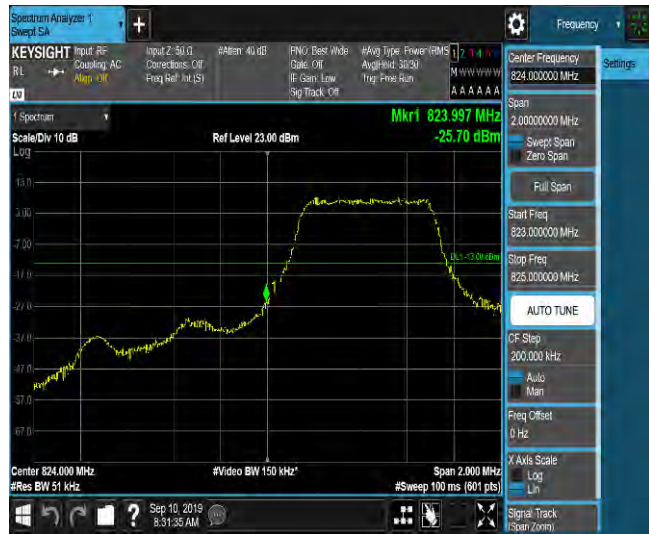 Spectrum Analyzer 1
Swept SA
+
Frequency
KEYSIGHT
Input: RF
Input Z: 50 Ω
#Atten: 40 dB
PNO: Best Wide
#Avg Type: Power (RMS
RL
Coupling: AC
Corrections: Off
Gate: Off
Avg|Hold: 30/30
M W W W W W
Align: Off
Freq Ref: Int (S)
IF Gain: Low
Trig: Free Run
Sig Track: Off
A A A A A A
1 Spectrum
Mkr1 823.997 MHz
Scale/Div 10 dB
Ref Level 23.00 dBm
-25.70 dBm
Log
13.0
3.00
-7.00
DL1 -13.00 dBm
-17.0
-27.0
-37.0
-47.0
-57.0
-67.0
Center 824.000 MHz
#Video BW 150 kHz*
Span 2.000 MHz
#Res BW 51 kHz
#Sweep 100 ms (601 pts)
Sep 10, 2019
8:31:35 AM
?
Center Frequency
824.000000 MHz
Settings
Span
2.00000000 MHz
Swept Span
Zero Span
Full Span
Start Freq
823.000000 MHz
Stop Freq
825.000000 MHz
AUTO TUNE
CF Step
200.000 kHz
Auto
Man
Freq Offset
0 Hz
X Axis Scale
Log
Lin
Signal Track
(Span Zoom)